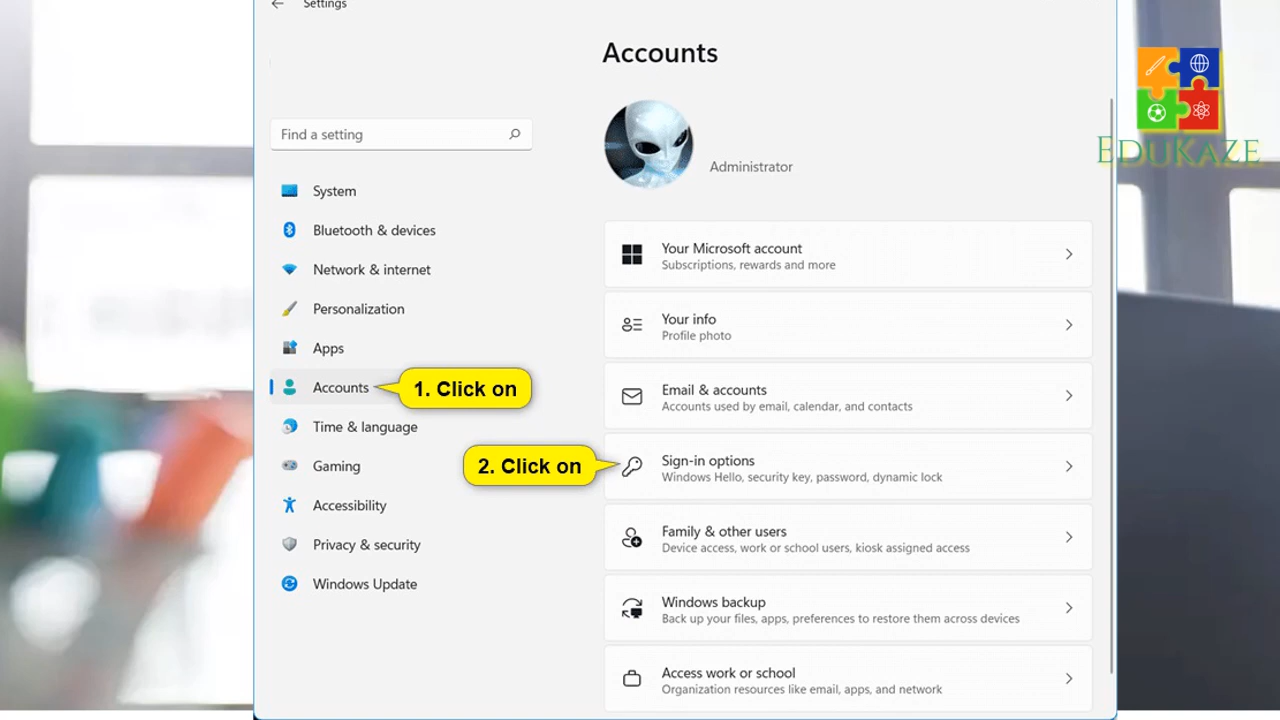 Settings
Accounts
EDUKAZE
Administrator
Find a setting
System
Bluetooth & devices
Network & internet
Personalization
Apps
Accounts
1. Click on
Time & language
Gaming
Accessibility
Privacy & security
Windows Update
Your Microsoft account
Subscriptions, rewards and more
Your info
Profile photo
Email & accounts
Accounts used by email, calendar, and contacts
2. Click on
Sign-in options
Windows Hello, security key, password, dynamic lock
Family & other users
Device access, work or school users, kiosk assigned access
Windows backup
Back up your files, apps, preferences to restore them across devices
Access work or school
Organization resources like email, apps, and network